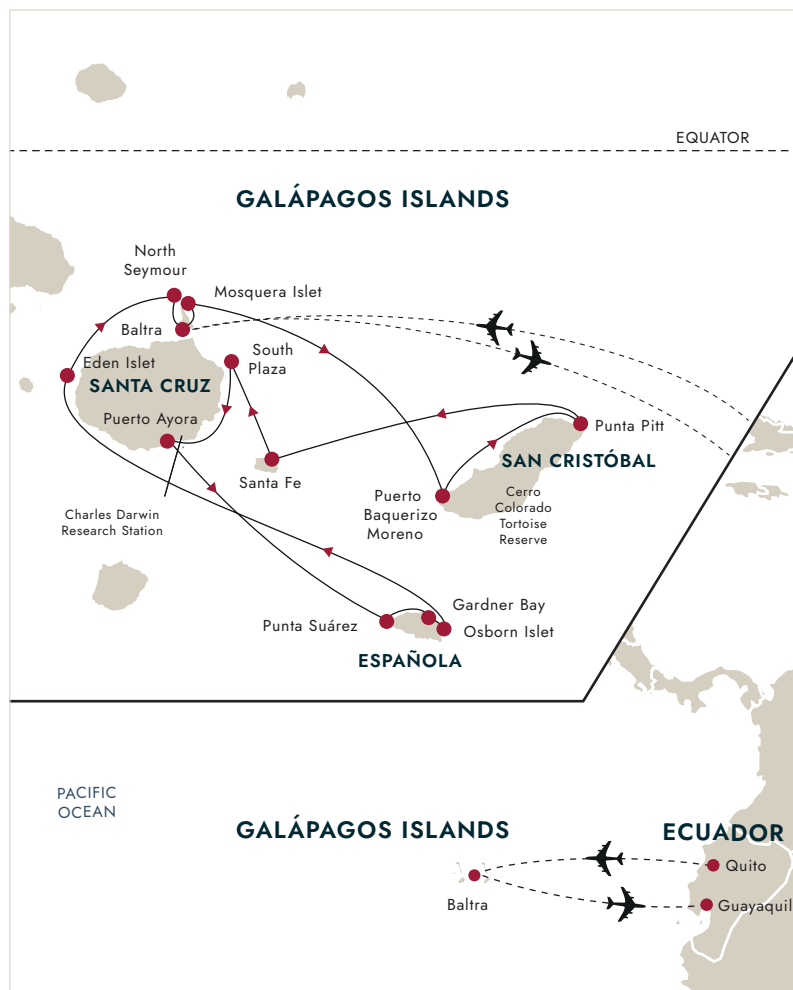 EQUATOR
GALÁPAGOS ISLANDS
North
Seymour
Mosquera Islet
Baltra
South
Plaza
Eden Islet
SANTA CRUZ
Puerto Ayora
Punta Pitt
SAN CRISTÓBAL
Santa Fe
Puerto
Baquerizo
Moreno
Cerro
Colorado
Tortoise
Reserve
Charles Darwin
Research Station
Gardner Bay
Punta Suárez
Osborn Islet
ESPAÑOLA
PACIFIC
OCEAN
GALÁPAGOS ISLANDS
ECUADOR
Quito
Baltra
Guayaquil